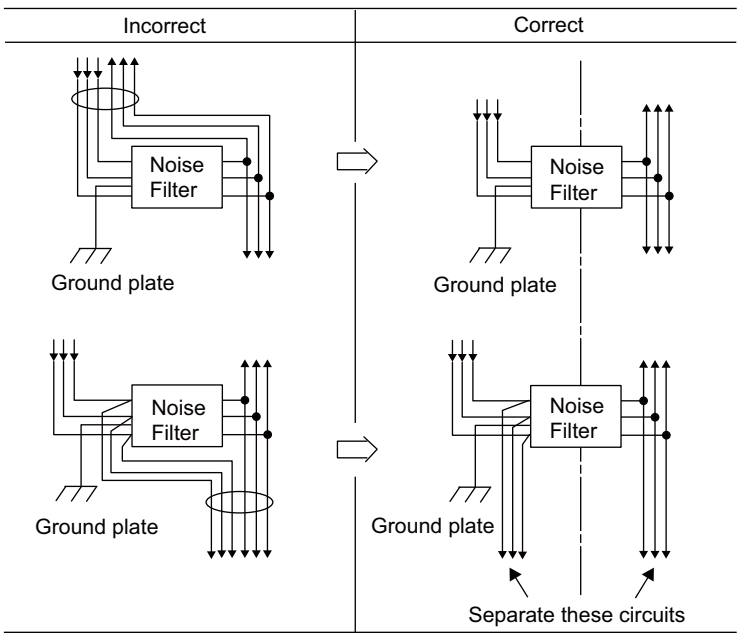 Incorrect
Correct
Noise
Filter
Ground plate
Noise
Filter
Ground plate
Noise
Filter
Ground plate
Noise
Filter
Ground plate
Separate these circuits